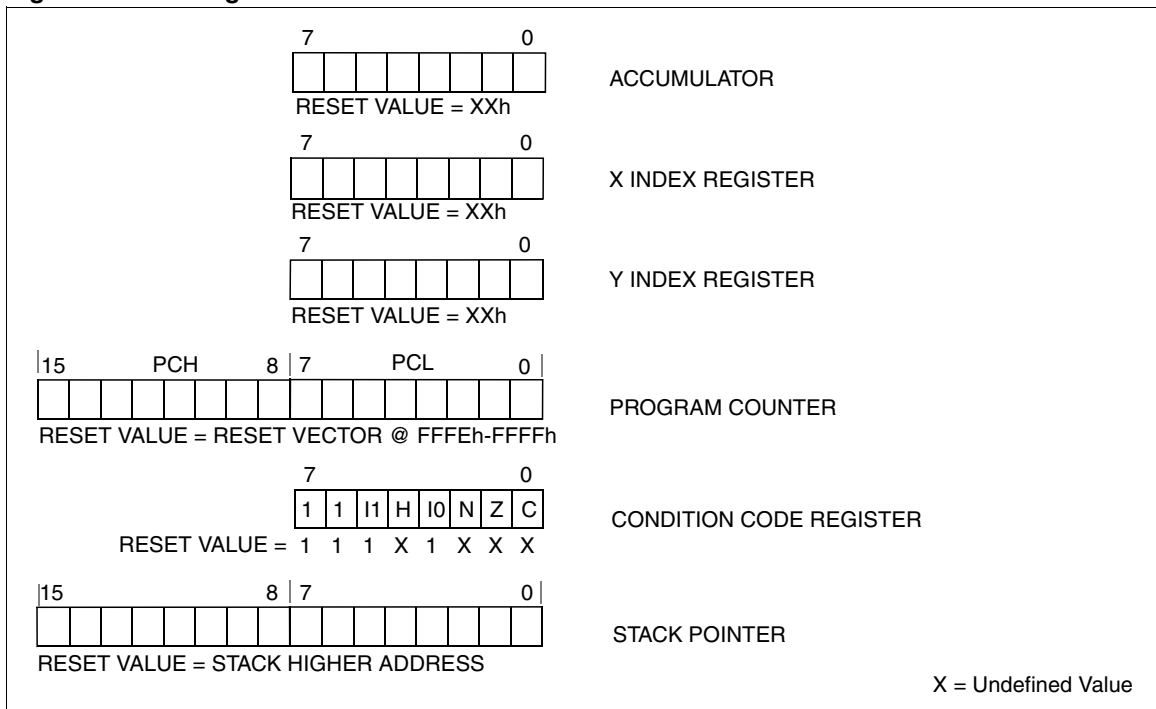 7 0
ACCUMULATOR
RESET VALUE = XXh
7 0
X INDEX REGISTER
RESET VALUE = XXh
7 0
Y INDEX REGISTER
RESET VALUE = XXh
15 PCH 8 7 PCL 0
PROGRAM COUNTER
RESET VALUE = RESET VECTOR @ FFFEh-FFFFh
7 0
1 1 I1 H I0 N Z C
CONDITION CODE REGISTER
RESET VALUE = 1 1 1 X 1 X X X
15 8 7 0
STACK POINTER
RESET VALUE = STACK HIGHER ADDRESS
X = Undefined Value